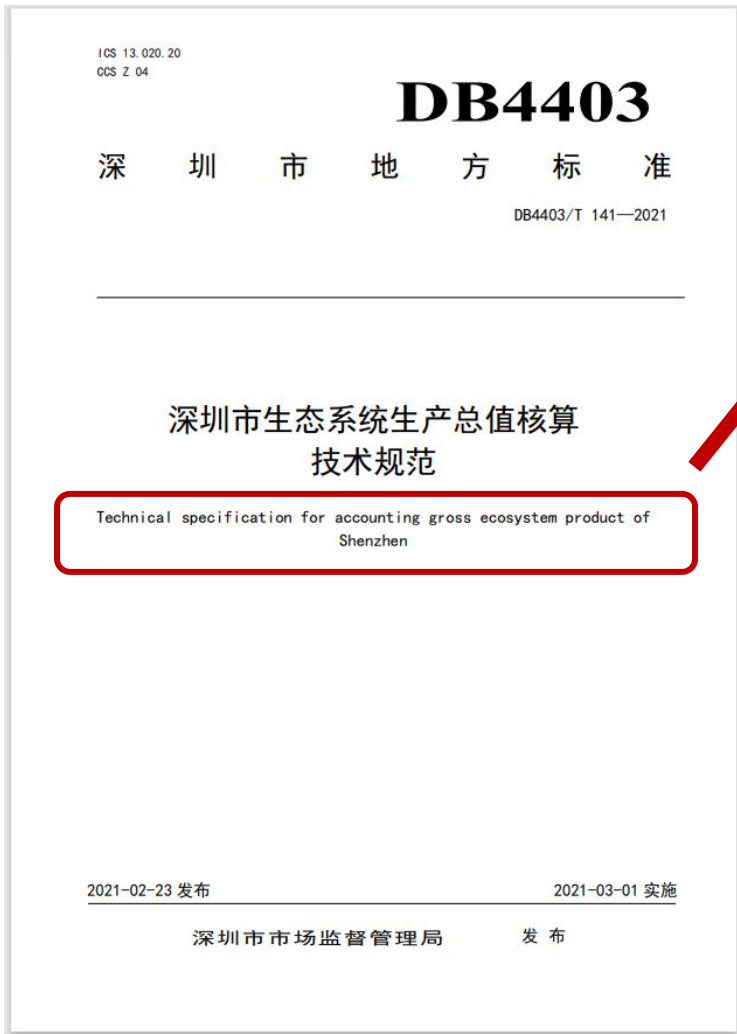 ICS 13.020.20
CCS Z 04
DB4403
深圳市地方标准
DB4403/T 141—2021
深圳市生态系统生产总值核算
技术规范
Technical specification for accounting gross ecosystem product of
Shenzhen
2021-02-23 发布
2021-03-01 实施
深圳市市场监督管理局 发 布